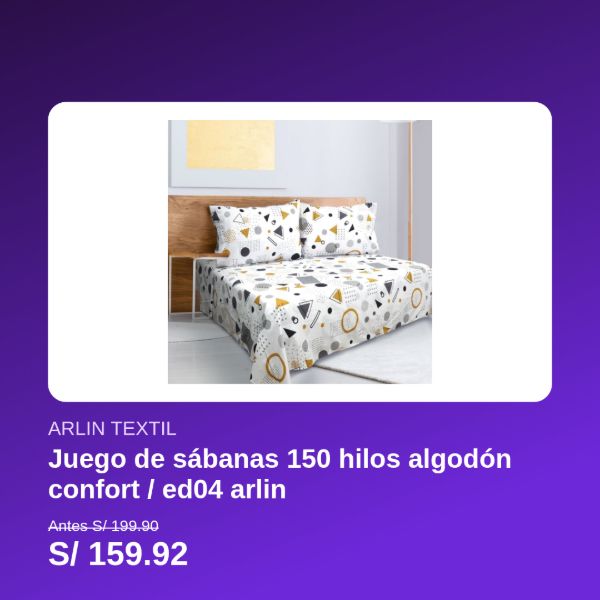 ARLIN TEXTIL
Juego de sábanas 150 hilos algodón
confort / ed04 arlin
Antes S/ 199.90
S/ 159.92